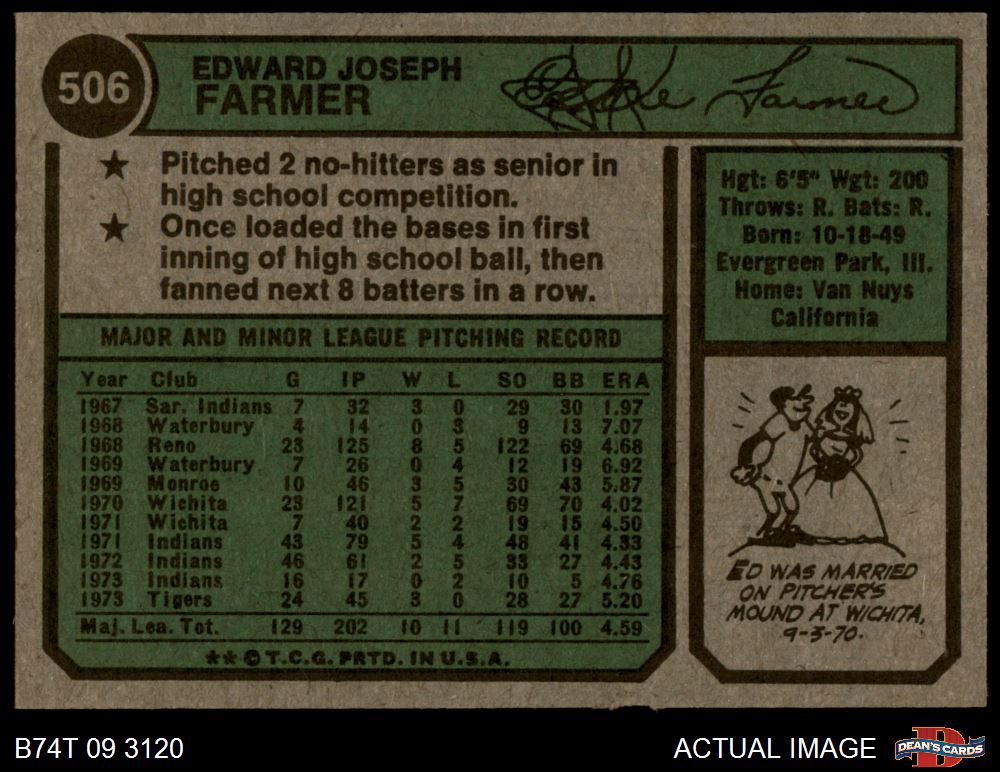 506
EDWARD JOSEPH
FARMER
Farmer
★ Pitched 2 no-hitters as senior in
high school competition.
★ Once loaded the bases in first
inning of high school ball, then
fanned next 8 batters in a row.
Hgt: 6'5" Wgt: 200
Throws: R. Bats: R.
Born: 10-18-49
Evergreen Park, Ill.
Home: Van Nuys
California
MAJOR AND MINOR LEAGUE PITCHING RECORD
Year Club G IP W L SO BB ERA
1967 Sar. Indians 7 32 3 0 29 30 1.97
1968 Waterbury 4 14 0 3 9 13 7.07
1968 Reno 23 125 8 5 122 69 4.68
1969 Waterbury 7 26 0 4 12 19 6.92
1969 Monroe 10 46 3 5 30 43 5.87
1970 Wichita 23 121 5 7 69 70 4.02
1971 Wichita 7 40 2 2 19 15 4.50
1971 Indians 43 79 5 4 48 41 4.33
1972 Indians 46 61 2 5 33 27 4.43
1973 Indians 16 17 0 2 10 5 4.76
1973 Tigers 24 45 3 0 28 27 5.20
Maj. Lea. Tot. 129 202 10 11 119 100 4.59
** © T.C.G. PRTD. IN U.S.A.
ED WAS MARRIED
ON PITCHER'S
MOUND AT WICHITA,
9-3-70.
B74T 09 3120
ACTUAL IMAGE
DEAN'S CARDS